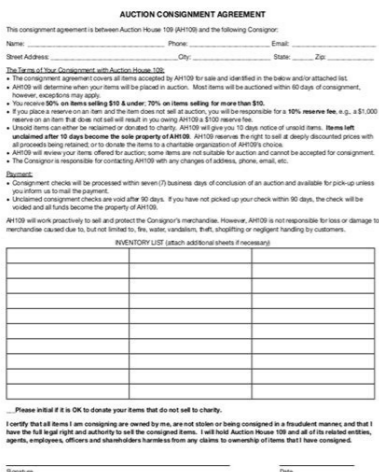 AUCTION CONSIGNMENT AGREEMENT
This consignment agreement is between Auction House 109 (AH109) and the following Consignor:
Name: Phone: Email:
Street Address: City: State: Zip:
The Terms of Your Consignment with Auction House 109:
• The consignment agreement covers all items accepted by AH109 for sale and identified in the below and/or attached list.
• AH109 will determine when your items will be placed in auction. Most items will be auctioned within 60 days of consignment,
however, exceptions may apply.
• You receive 50% on items selling $10 & under; 70% on items selling for more than $10.
• If you place a reserve on an item and the item does not sell at auction, you will be responsible for a 10% reserve fee, e.g., a $1,000
reserve on an item that does not sell will result in you owing AH109 a $100 reserve fee.
• Unsold items can either be reclaimed or donated to charity. AH109 will give you 10 days notice of unsold items. Items left
unclaimed after 10 days become the sole property of AH109. AH109 reserves the right to sell at deeply discounted prices with
all proceeds being retained; or to donate the items to a charitable organization of AH109's choice.
• AH109 will review your items offered for auction; some items are not suitable for auction and cannot be accepted for consignment.
• The Consignor is responsible for contacting AH109 with any changes of address, phone, email, etc.
Payment:
• Consignment checks will be processed within seven (7) business days of conclusion of an auction and available for pick-up unless
you inform us to mail the payment.
• Unclaimed consignment checks are void after 90 days. If you have not picked up your check within 90 days, the check will be
voided and all funds become the property of AH109.
AH109 will work proactively to sell and protect the Consignor's merchandise. However, AH109 is not responsible for loss or damage to
merchandise caused due to, but not limited to, fire, water, vandalism, theft, shoplifting or negligent handling by customers.
INVENTORY LIST (attach additional sheets if necessary)
__Please initial if it is OK to donate your items that do not sell to charity.
I certify that all items I am consigning are owned by me, are not stolen or being consigned in a fraudulent manner, and that I
have the full legal right and authority to sell the consigned items. I will hold Auction House 109 and all of its related entities,
agents, employees, officers and shareholders harmless from any claims to ownership of items that I have consigned.
Signature Date